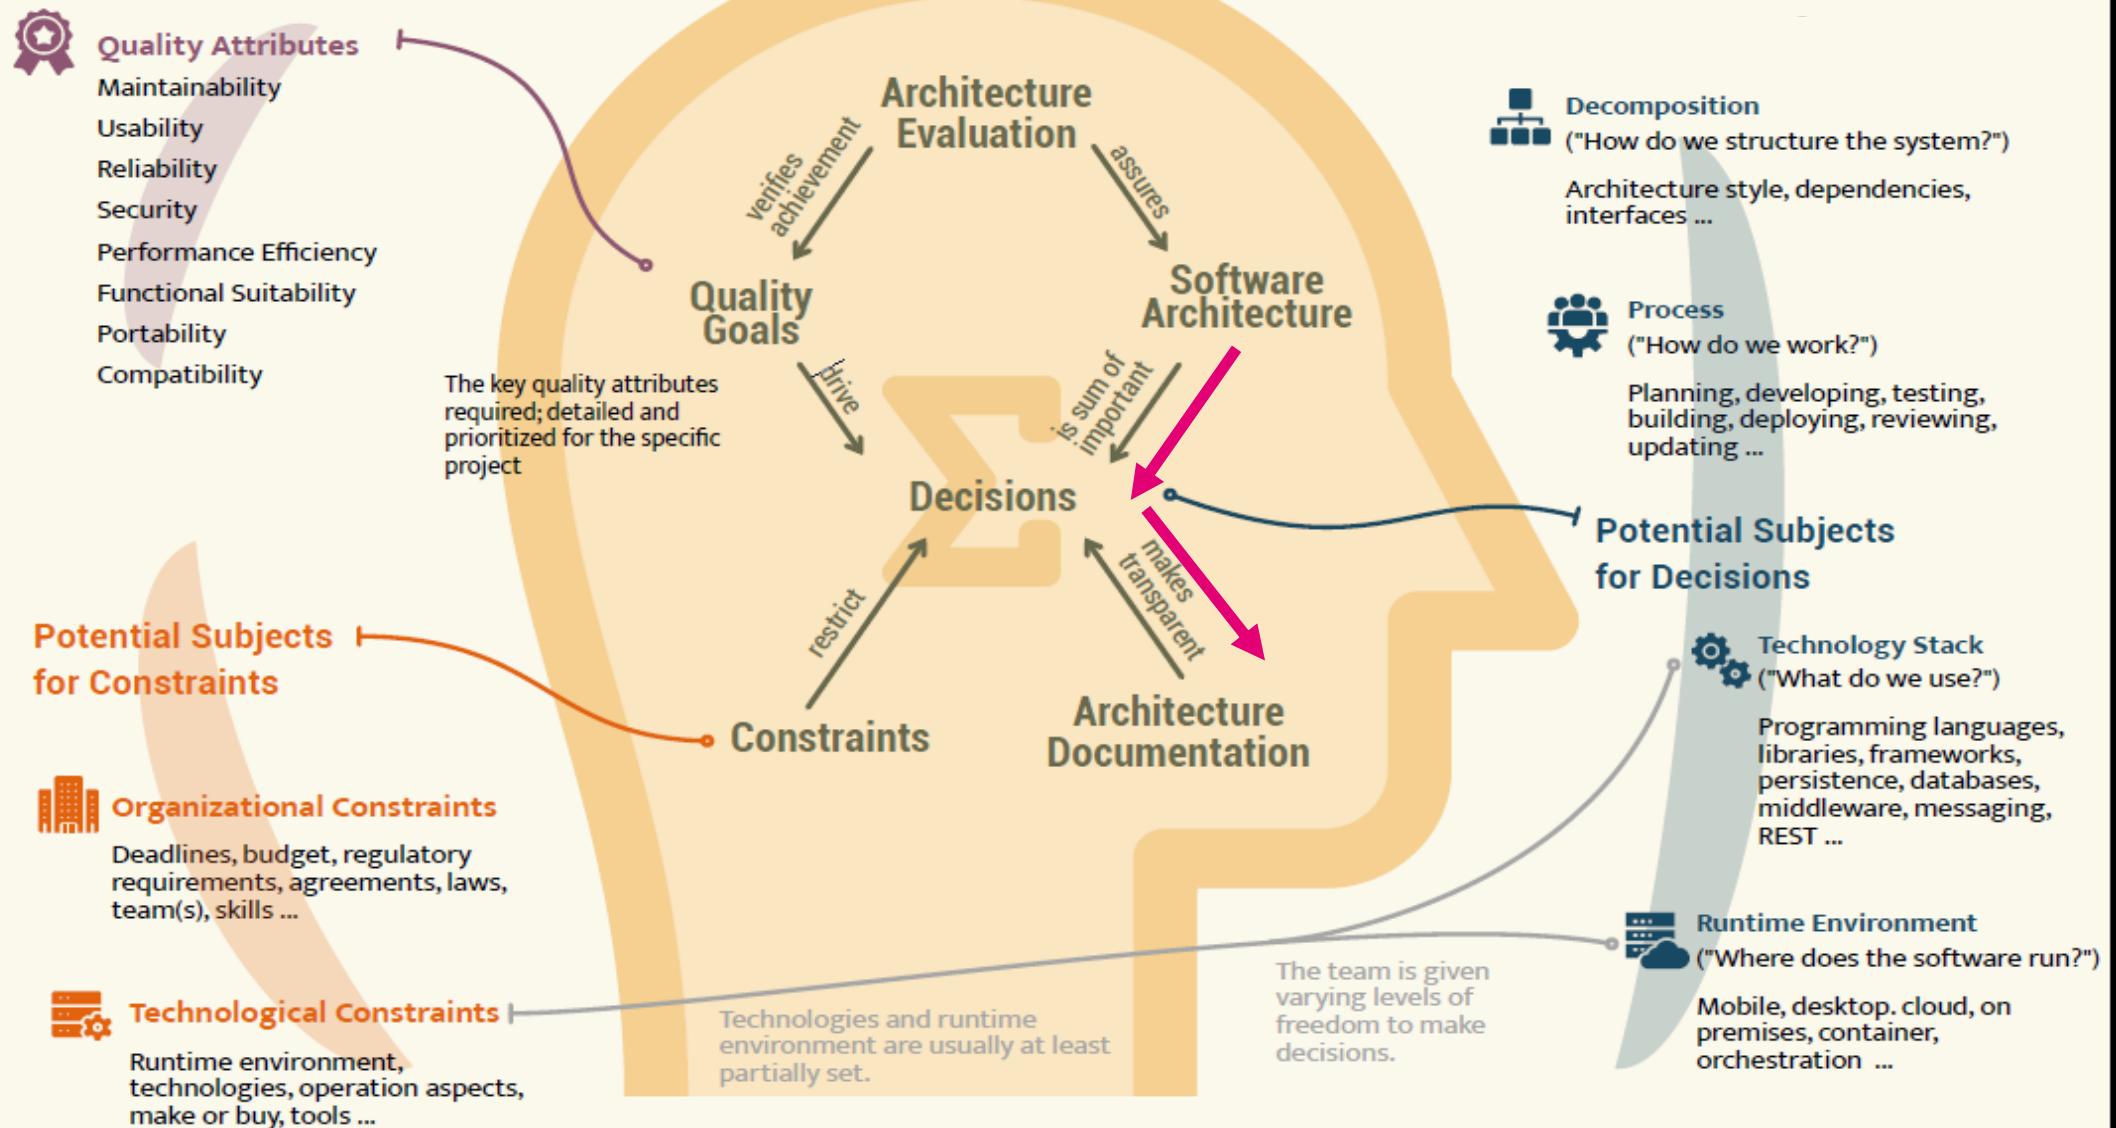 Quality Attributes
Maintainability
Usability
Reliability
Security
Performance Efficiency
Functional Suitability
Portability
Compatibility
The key quality attributes
required; detailed and
prioritized for the specific
project
Potential Subjects
for Constraints
Organizational Constraints
Deadlines, budget, regulatory
requirements, agreements, laws,
team(s), skills ...
Technological Constraints
Runtime environment,
technologies, operation aspects,
make or buy, tools ...
Architecture
Evaluation
verifies
achievement
assures
Quality
Goals
Software
Architecture
drive
is sum of
important
Decisions
restrict
makes
transparent
Constraints
Architecture
Documentation
Technologies and runtime
environment are usually at least
partially set.
The team is given
varying levels of
freedom to make
decisions.
Decomposition
("How do we structure the system?")
Architecture style, dependencies,
interfaces ...
Process
("How do we work?")
Planning, developing, testing,
building, deploying, reviewing,
updating ...
Potential Subjects
for Decisions
Technology Stack
("What do we use?")
Programming languages,
libraries, frameworks,
persistence, databases,
middleware, messaging,
REST ...
Runtime Environment
("Where does the software run?")
Mobile, desktop. cloud, on
premises, container,
orchestration ...